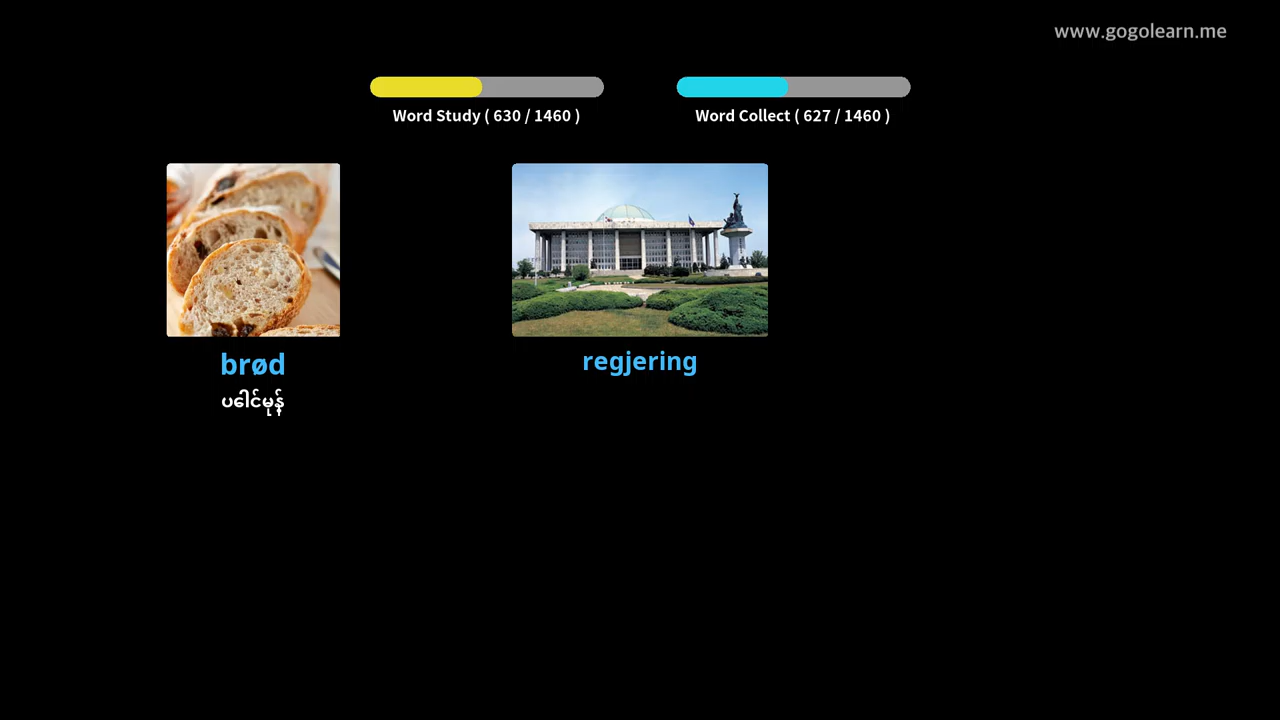 www.gogolearn.me
Word Study ( 630 / 1460 )
Word Collect ( 627 / 1460 )
brød
ပေါင်မုန့်
regjering